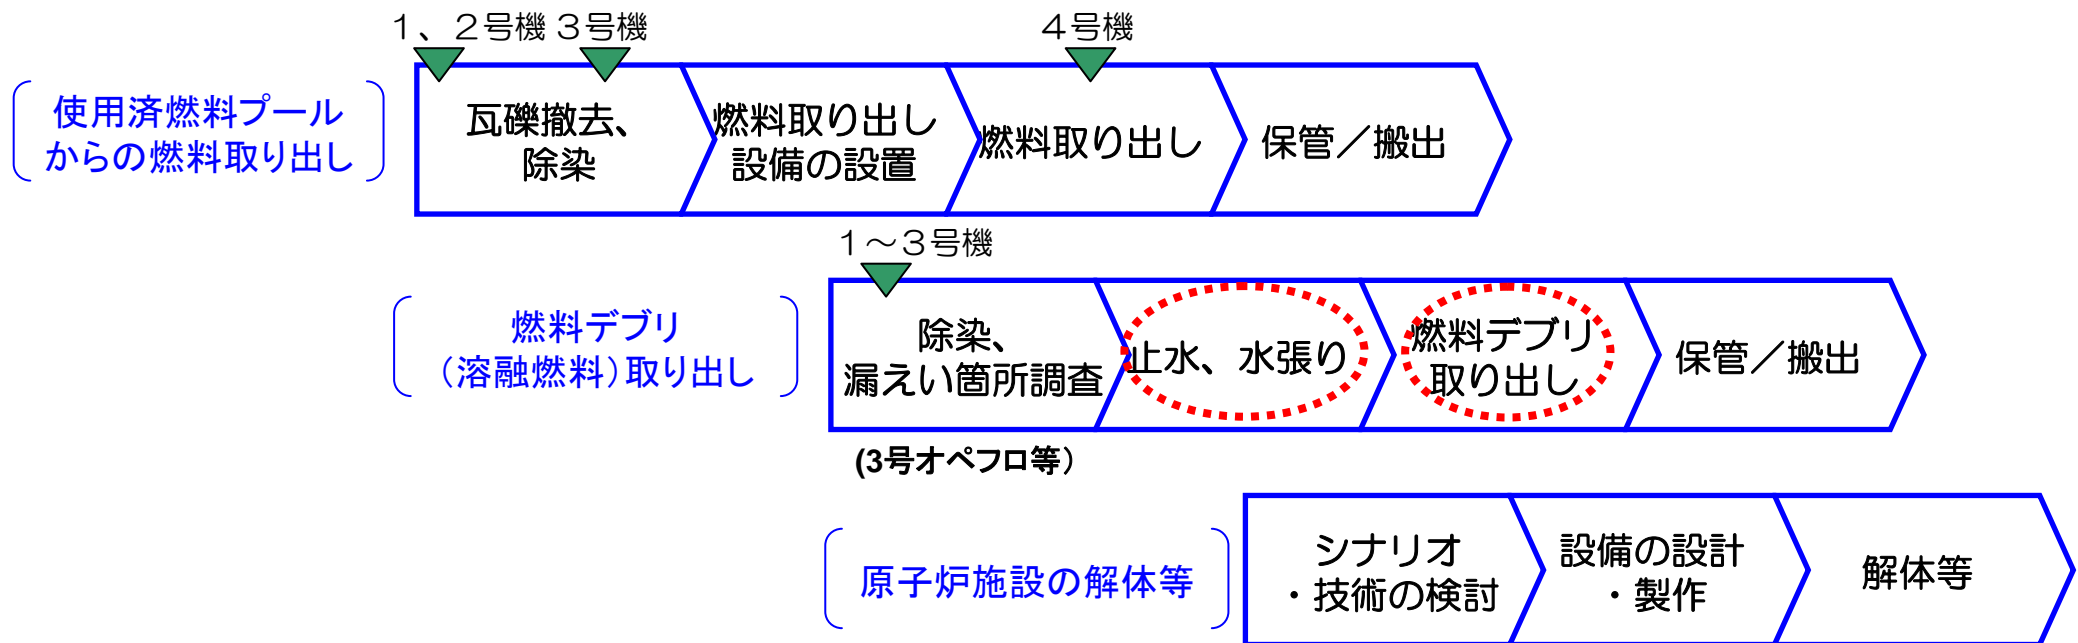 １、２号機 ３号機
４号機
使用済燃料プール
からの燃料取り出し
瓦礫撤去、
除染
燃料取り出し
設備の設置
燃料取り出し
保管／搬出
１～３号機
燃料デブリ
（溶融燃料）取り出し
除染、
漏えい箇所調査
止水、水張り
燃料デブリ
取り出し
保管／搬出
(3号オペフロ等）
原子炉施設の解体等
シナリオ
・技術の検討
設備の設計
・製作
解体等